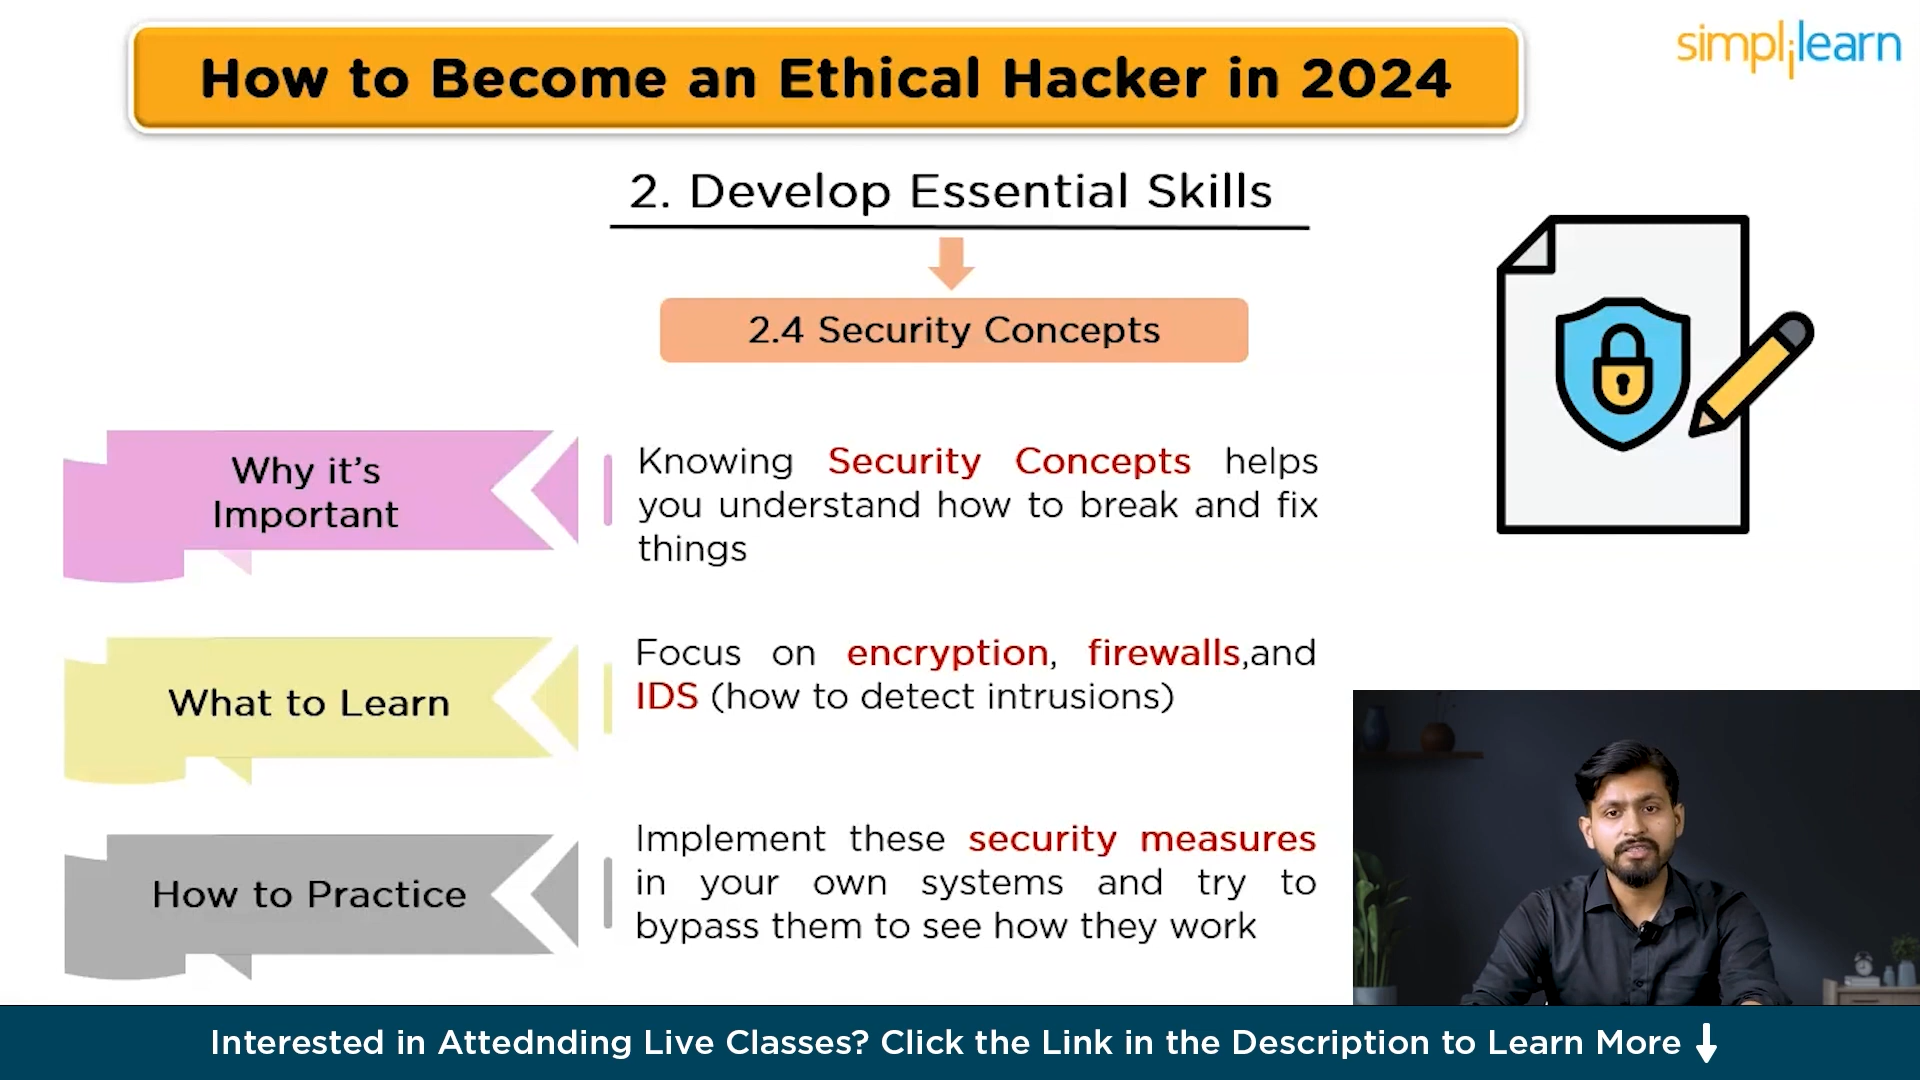 How to Become an Ethical Hacker in 2024
simplilearn
2. Develop Essential Skills
2.4 Security Concepts
Why it's
Important
Knowing Security Concepts helps
you understand how to break and fix
things
What to Learn
Focus on encryption, firewalls,and
IDS (how to detect intrusions)
How to Practice
Implement these security measures
in your own systems and try to
bypass them to see how they work
Interested in Attednding Live Classes? Click the Link in the Description to Learn More